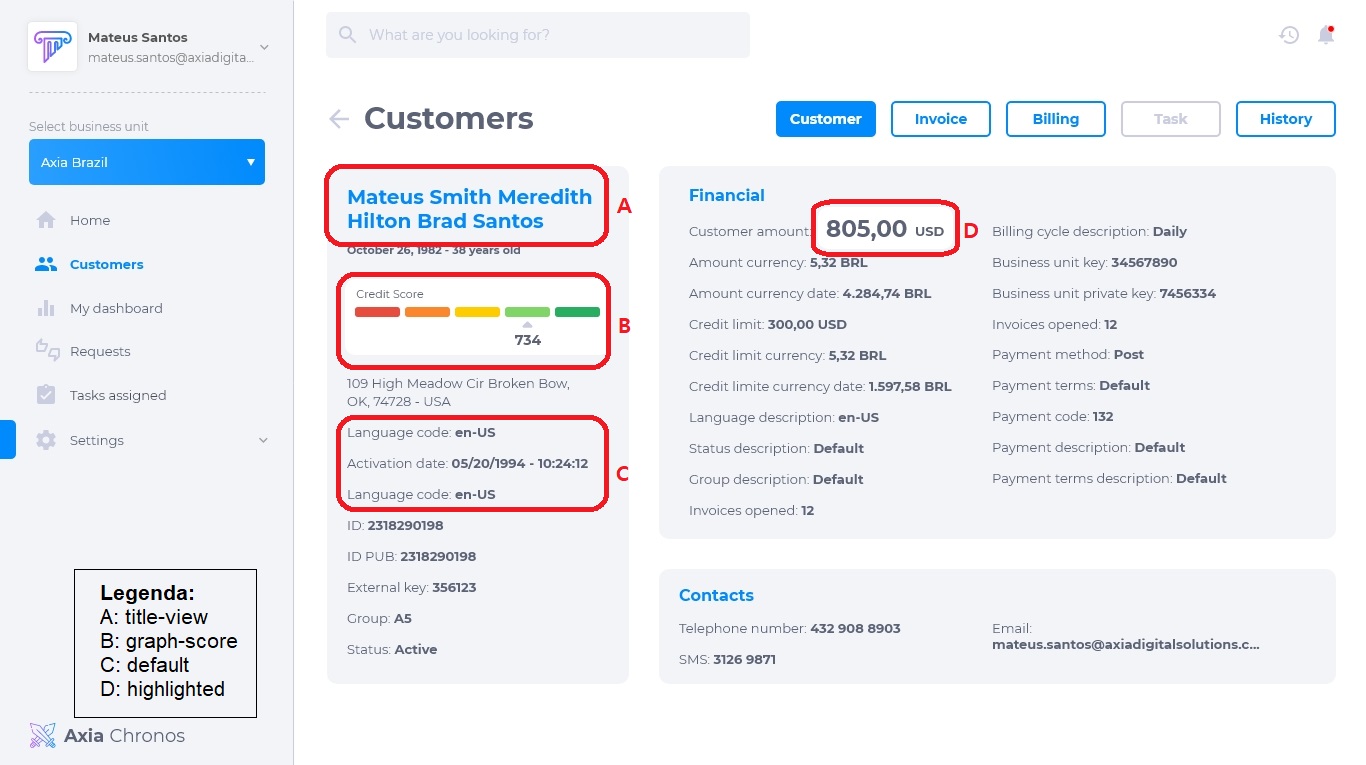 Mateus Santos
mateus.santos@axiadigita...
Select business unit
Axia Brazil
Home
Customers
My dashboard
Requests
Tasks assigned
Settings
Legenda:
A: title-view
B: graph-score
C: default
D: highlighted
Axia Chronos
What are you looking for?
Customers
Customer
Invoice
Billing
Task
History
Mateus Smith Meredith
Hilton Brad Santos
A
October 26, 1982 - 38 years old
Credit Score
734
B
109 High Meadow Cir Broken Bow,
OK, 74728 - USA
Language code: en-US
Activation date: 05/20/1994 - 10:24:12
C
Language code: en-US
ID: 2318290198
ID PUB: 2318290198
External key: 356123
Group: A5
Status: Active
Financial
Customer amount: 805,00 USD
D
Amount currency: 5,32 BRL
Amount currency date: 4.284,74 BRL
Credit limit: 300,00 USD
Credit limit currency: 5,32 BRL
Credit limite currency date: 1.597,58 BRL
Language description: en-US
Status description: Default
Group description: Default
Invoices opened: 12
Billing cycle description: Daily
Business unit key: 34567890
Business unit private key: 7456334
Invoices opened: 12
Payment method: Post
Payment terms: Default
Payment code: 132
Payment description: Default
Payment terms description: Default
Contacts
Telephone number: 432 908 8903
SMS: 3126 9871
Email:
mateus.santos@axiadigitalsolutions.c...